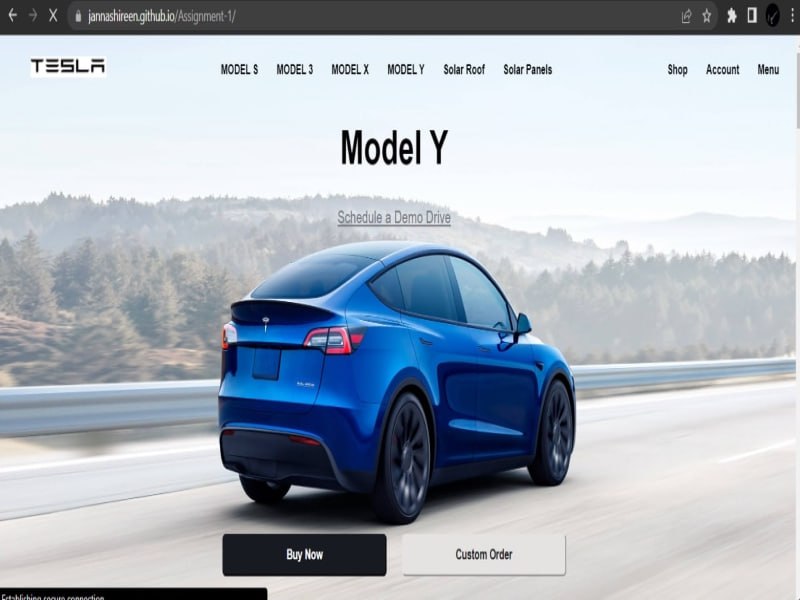 jannashireen.github.io/Assignment-1/
TESLA
MODEL S MODEL 3 MODEL X MODEL Y Solar Roof Solar Panels
Shop Account Menu
Model Y
Schedule a Demo Drive
Buy Now Custom Order
Establishing secure connection